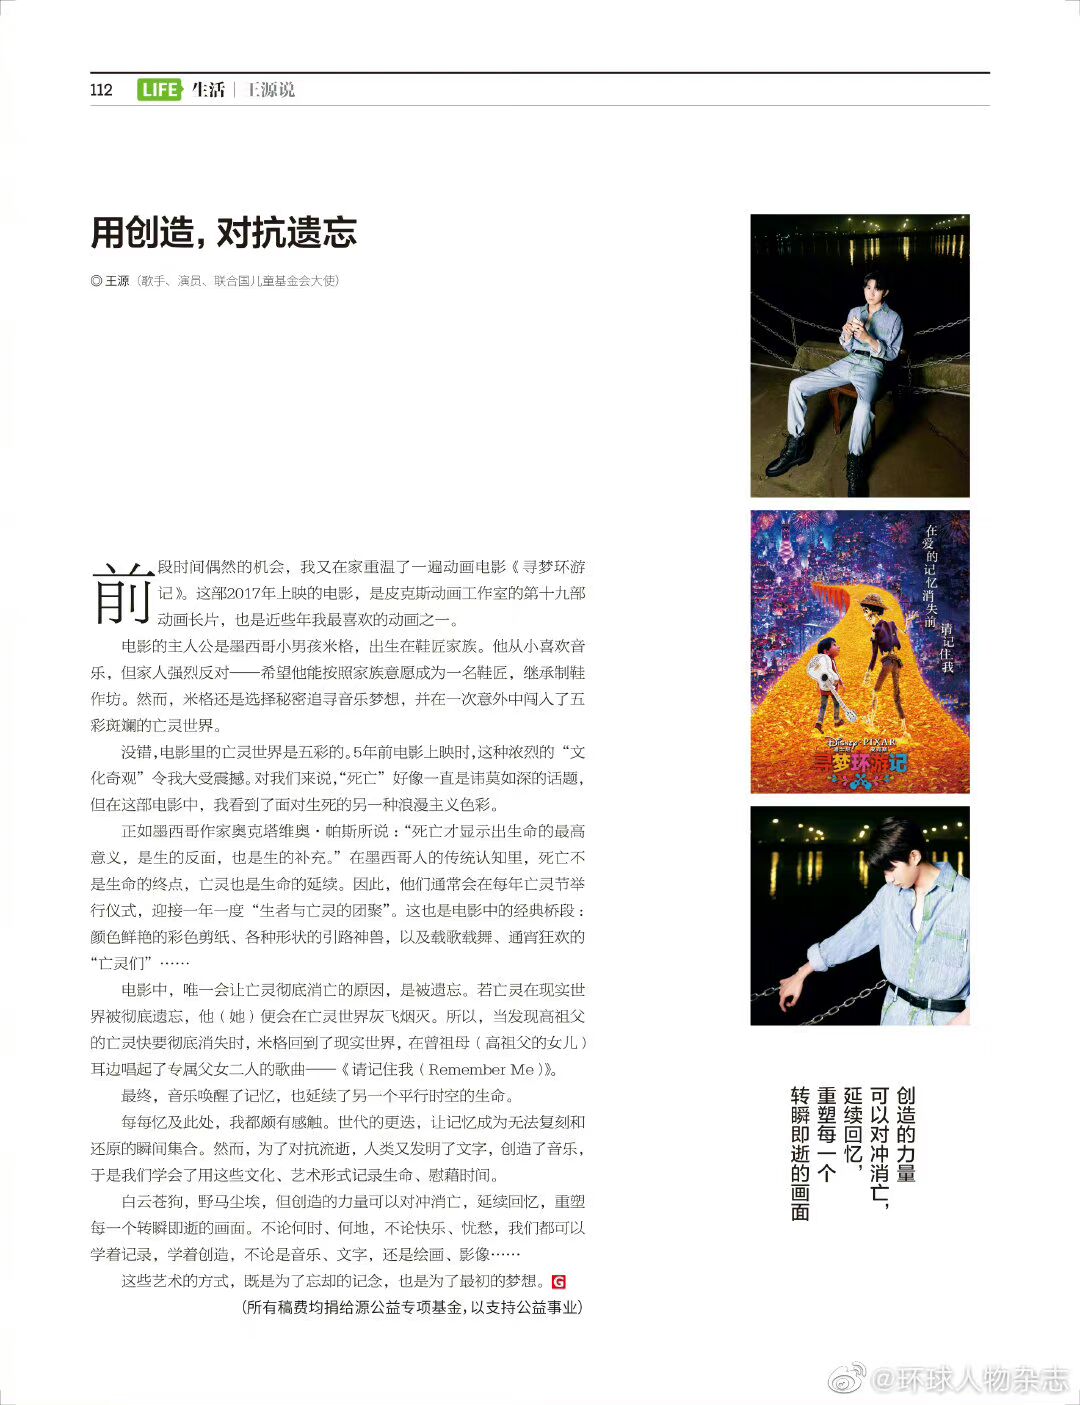 112 LIFE 生活 | 王源说
用创造，对抗遗忘
◎ 王源（歌手、演员、联合国儿童基金会大使）
前段时间偶然的机会，我又在家重温了一遍动画电影《寻梦环游
记》。这部2017年上映的电影，是皮克斯动画工作室的第十九部
动画长片，也是近些年我最喜欢的动画之一。
电影的主人公是墨西哥小男孩米格，出生在鞋匠家族。他从小喜欢音
乐，但家人强烈反对——希望他能按照家族意愿成为一名鞋匠，继承制鞋
作坊。然而，米格还是选择秘密追寻音乐梦想，并在一次意外中闯入了五
彩斑斓的亡灵世界。
没错，电影里的亡灵世界是五彩的。5年前电影上映时，这种浓烈的“文
化奇观”令我大受震撼。对我们来说，“死亡”好像一直是讳莫如深的话题，
但在这部电影中，我看到了面对生死的另一种浪漫主义色彩。
正如墨西哥作家奥克塔维奥·帕斯所说：“死亡才显示出生命的最高
意义，是生的反面，也是生的补充。”在墨西哥人的传统认知里，死亡不
是生命的终点，亡灵也是生命的延续。因此，他们通常会在每年亡灵节举
行仪式，迎接一年一度“生者与亡灵的团聚”。这也是电影中的经典桥段：
颜色鲜艳的彩色剪纸、各种形状的引路神兽，以及载歌载舞、通宵狂欢的
“亡灵们”……
电影中，唯一会让亡灵彻底消亡的原因，是被遗忘。若亡灵在现实世
界被彻底遗忘，他（她）便会在亡灵世界灰飞烟灭。所以，当发现高祖父
的亡灵快要彻底消失时，米格回到了现实世界，在曾祖母（高祖父的女儿）
耳边唱起了专属父女二人的歌曲——《请记住我（Remember Me）》。
最终，音乐唤醒了记忆，也延续了另一个平行时空的生命。
每每忆及此处，我都颇有感触。世代的更迭，让记忆成为无法复刻和
还原的瞬间集合。然而，为了对抗流逝，人类又发明了文字，创造了音乐，
于是我们学会了用这些文化、艺术形式记录生命、慰藉时间。
白云苍狗，野马尘埃，但创造的力量可以对冲消亡，延续回忆，重塑
每一个转瞬即逝的画面。不论何时、何地，不论快乐、忧愁，我们都可以
学着记录，学着创造，不论是音乐、文字，还是绘画、影像……
这些艺术的方式，既是为了忘却的记念，也是为了最初的梦想。G
（所有稿费均捐给源公益专项基金，以支持公益事业）
在爱的记忆消失前
请记住我
Disney PIXAR
寻梦环游记
创造的力量
可以对冲消亡，
延续回忆，
重塑每一个
转瞬即逝的画面
@环球人物杂志